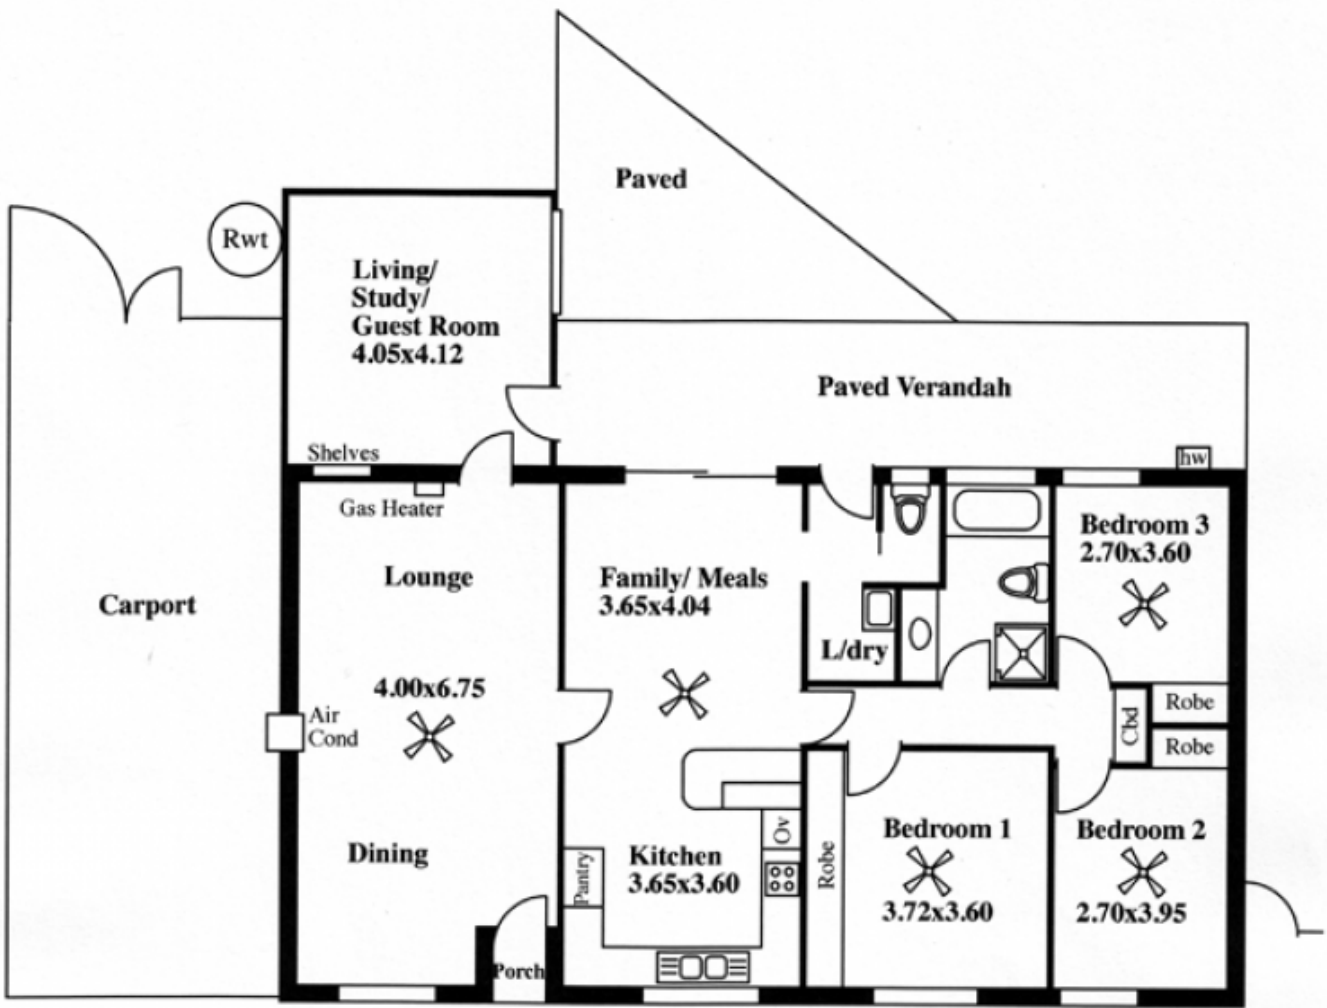 Paved
Rwt
Living/
Study/
Guest Room
4.05x4.12
Paved Verandah
Shelves
hw
Gas Heater
Bedroom 3
2.70x3.60
Lounge
Family/ Meals
3.65x4.04
Carport
L/dry
4.00x6.75
Air
Cond
Robe
Cbd
Robe
Ov
Bedroom 1
3.72x3.60
Bedroom 2
2.70x3.95
Dining
Pantry
Kitchen
3.65x3.60
Robe
Porch